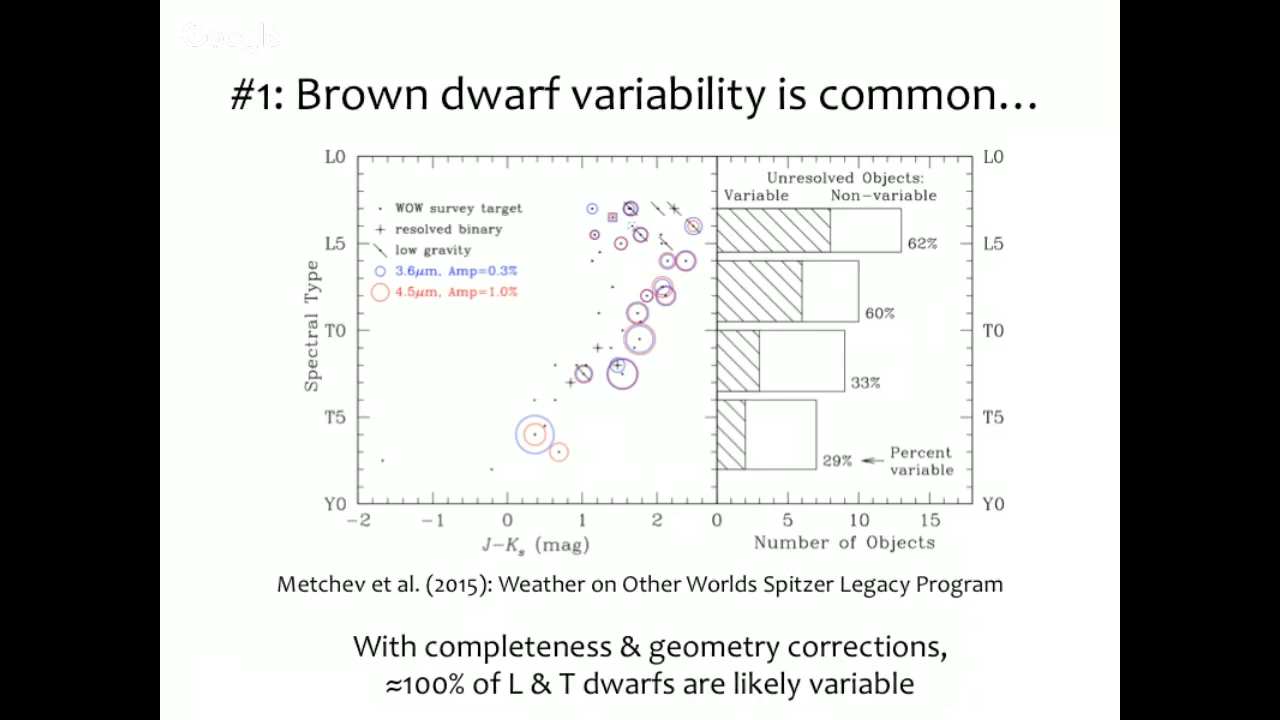 Google
#1: Brown dwarf variability is common…
L0
L5
T0
T5
Y0
Spectral Type
WOW survey target
resolved binary
low gravity
3.6μm, Amp=0.3%
4.5μm, Amp=1.0%
-2 -1 0 1 2
J-Ks (mag)
Unresolved Objects:
Variable Non-variable
62%
60%
33%
29%
Percent
variable
L0
L5
T0
T5
Y0
0 5 10 15
Number of Objects
Metchev et al. (2015): Weather on Other Worlds Spitzer Legacy Program
With completeness & geometry corrections,
≈100% of L & T dwarfs are likely variable